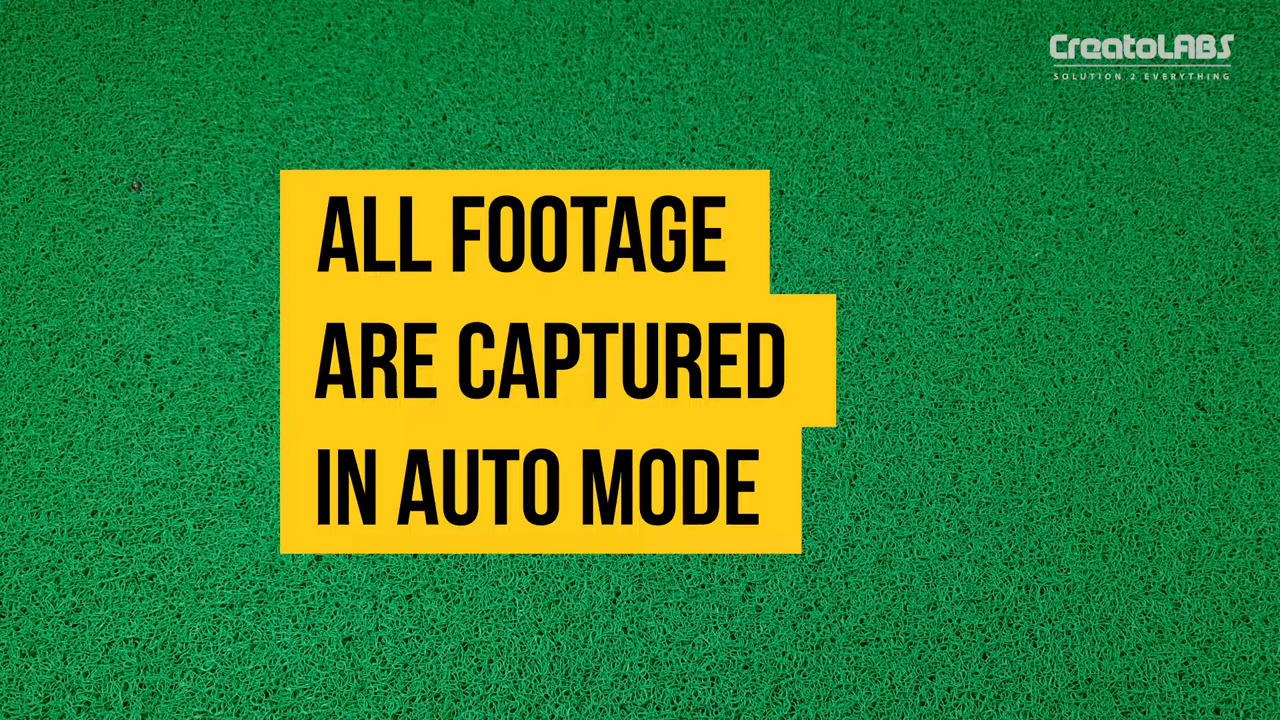 CreatoLABS
SOLUTION 2 EVERYTHING
ALL FOOTAGE
ARE CAPTURED
IN AUTO MODE